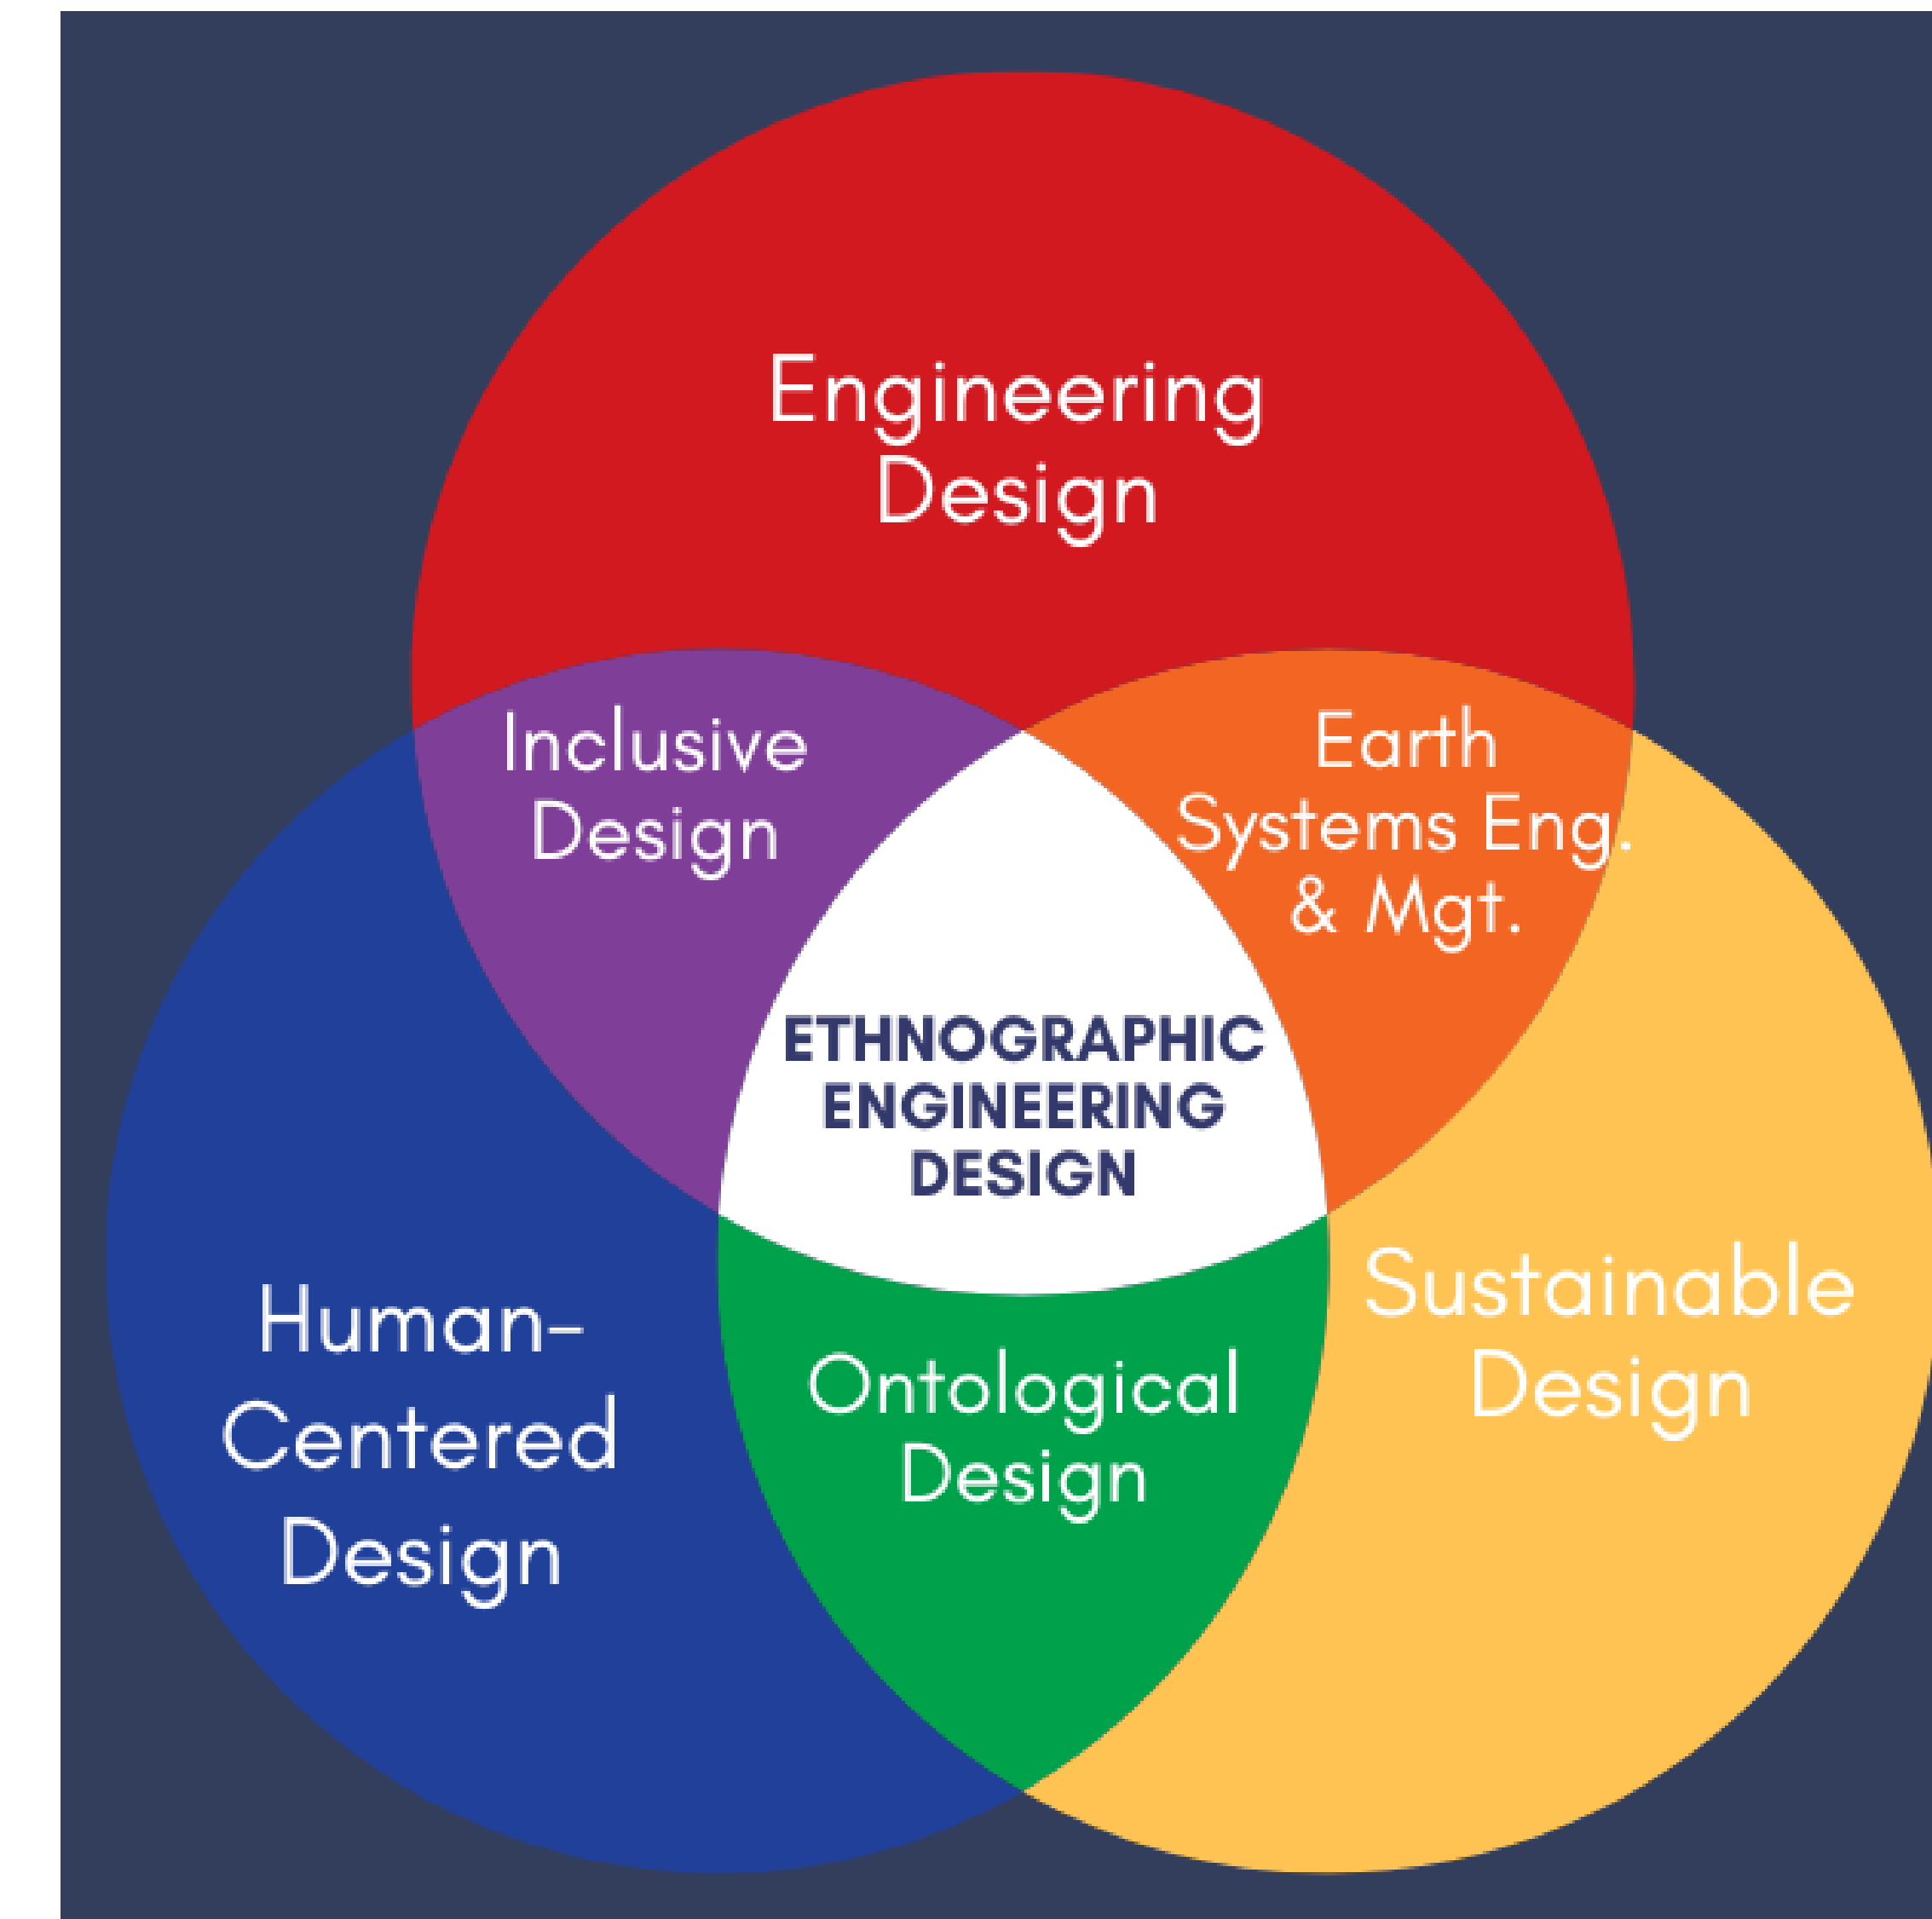 Engineering
Design
Inclusive
Design
Earth
Systems Eng.
& Mgt.
ETHNOGRAPHIC
ENGINEERING
DESIGN
Human-
Centered
Design
Ontological
Design
Sustainable
Design